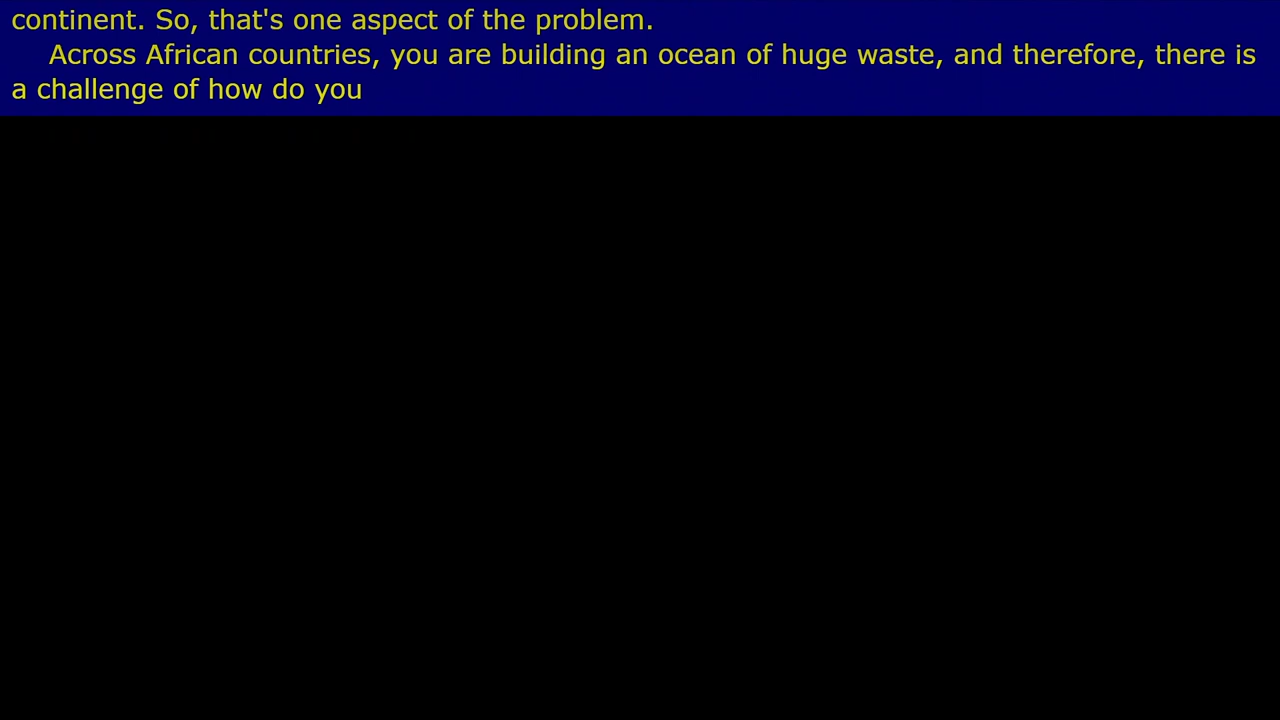 continent. So, that's one aspect of the problem.
Across African countries, you are building an ocean of huge waste, and therefore, there is
a challenge of how do you